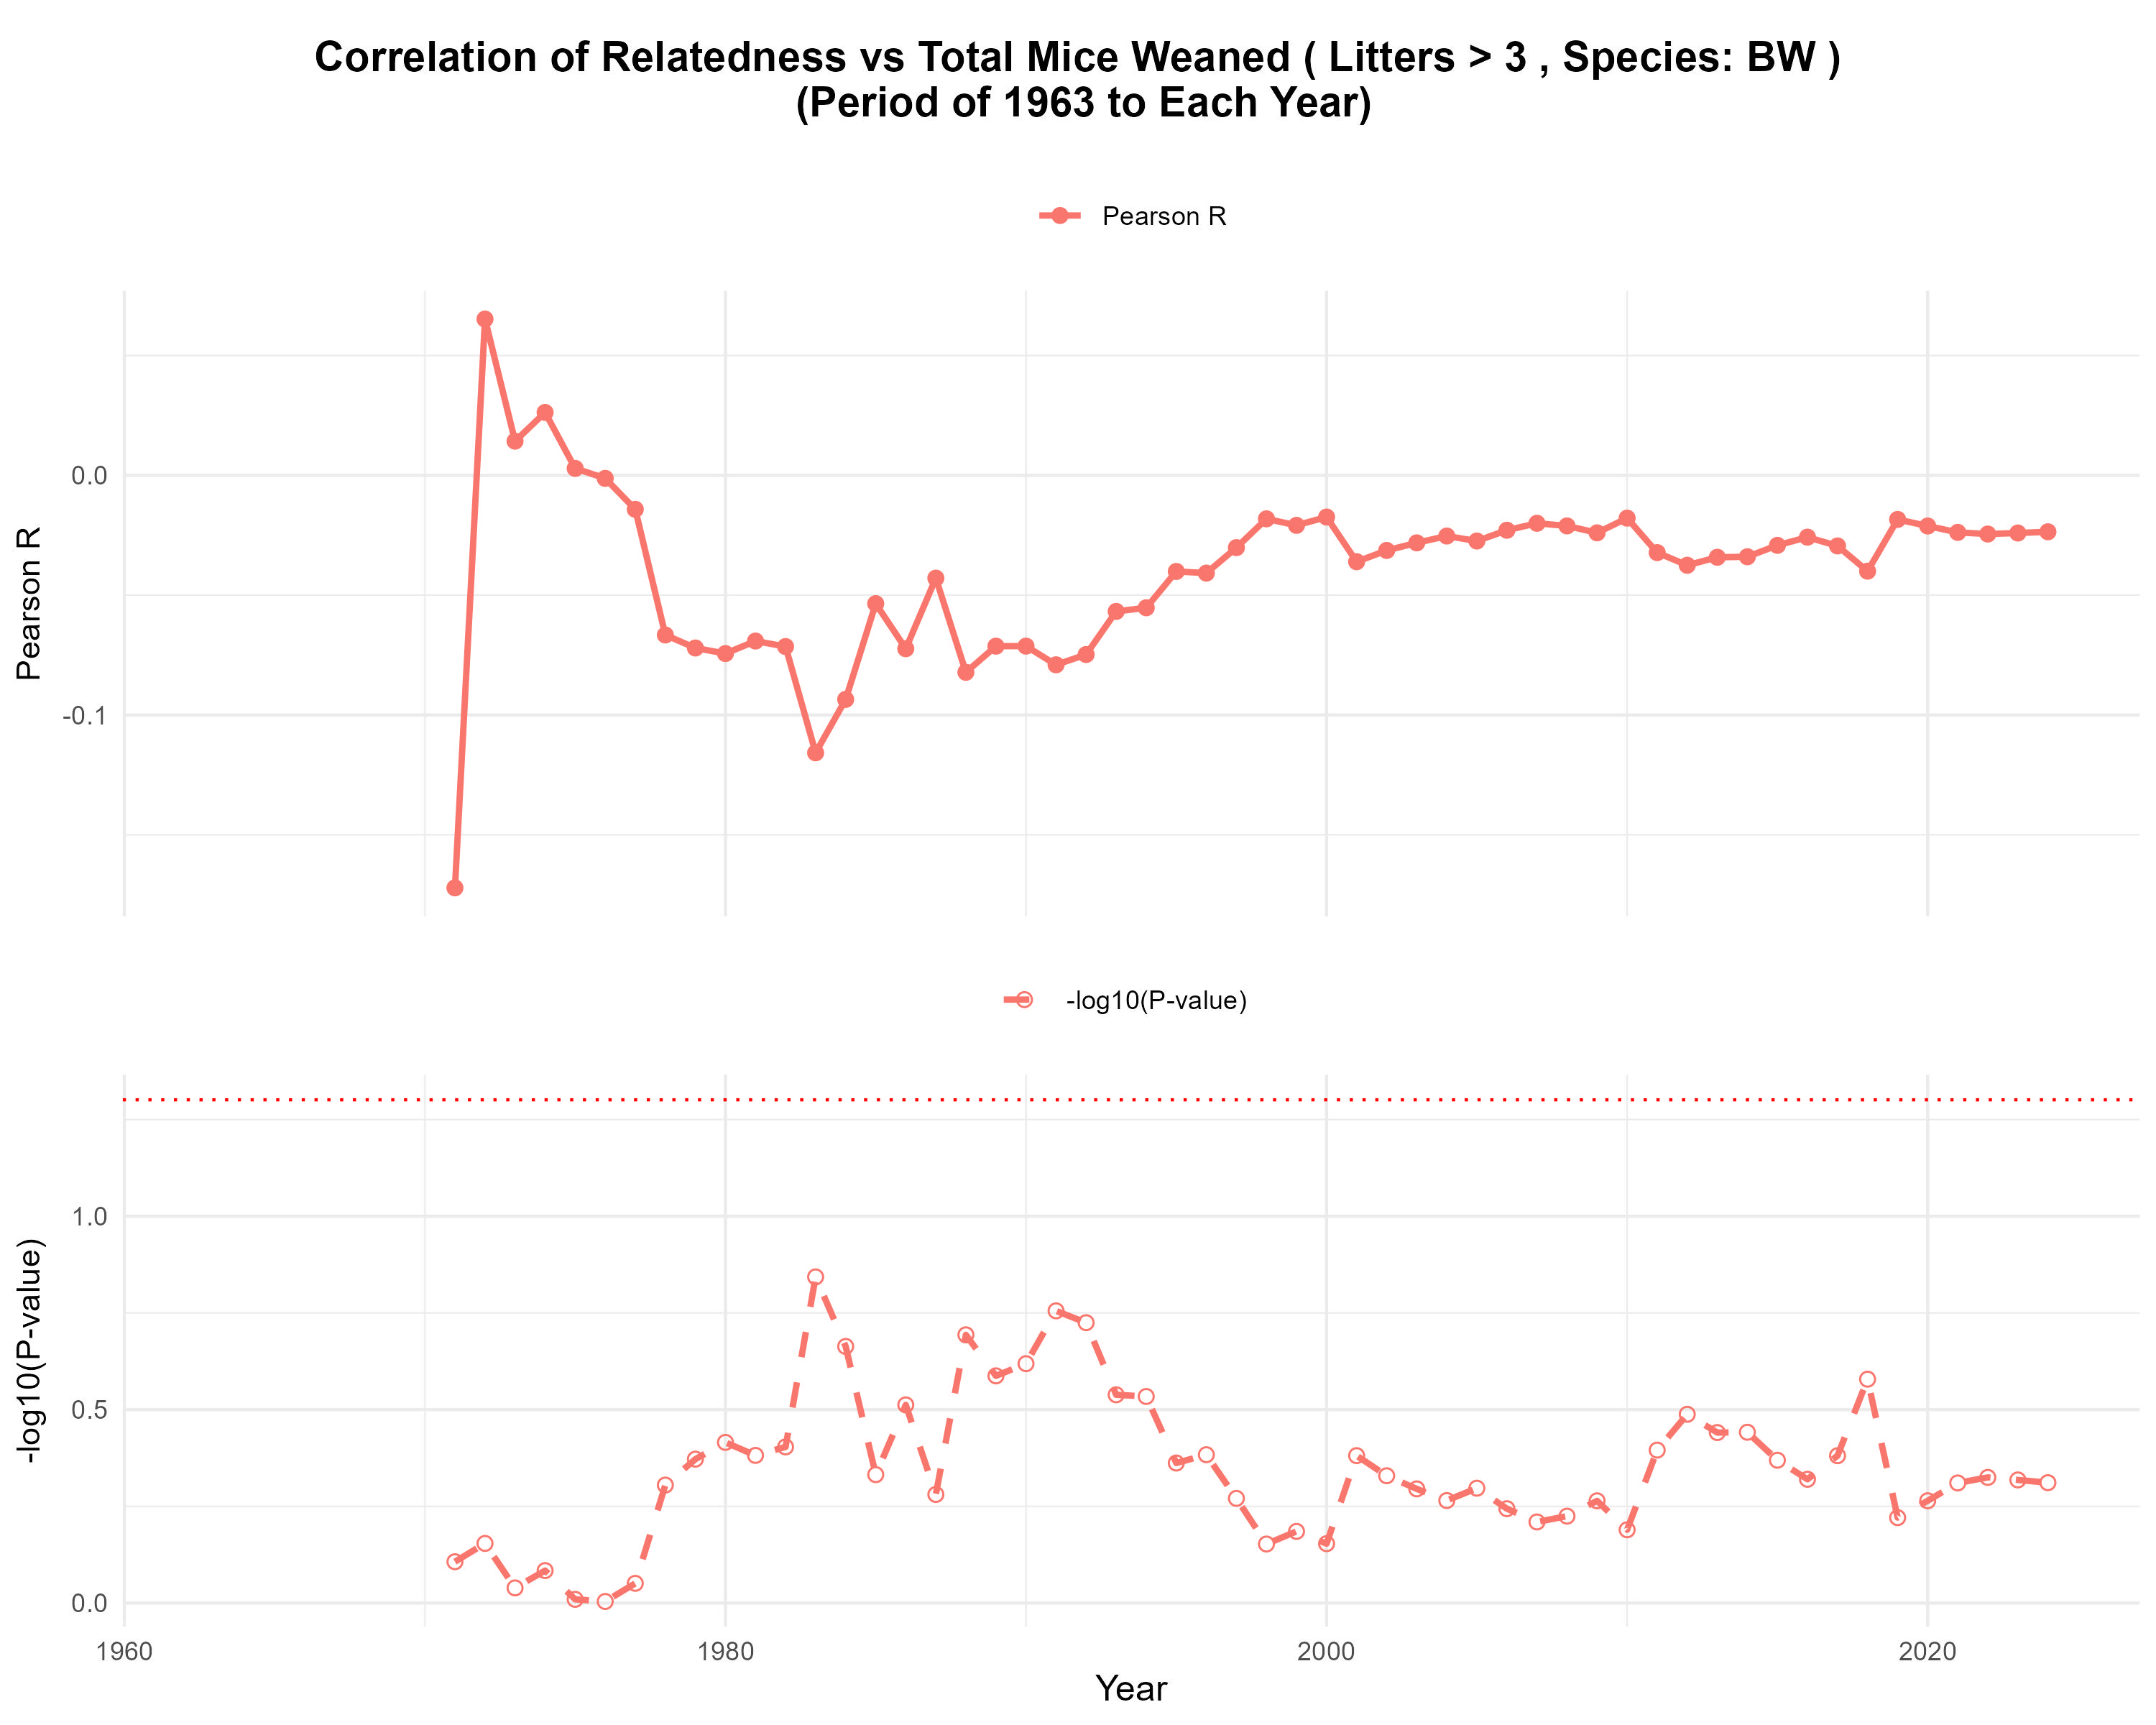 Correlation of Relatedness vs Total Mice Weaned ( Litters > 3 , Species: BW )
(Period of 1963 to Each Year)
Pearson R
Pearson R
0.0
-0.1
-log10(P-value)
-log10(P-value)
1.0
0.5
0.0
1960
1980
2000
2020
Year